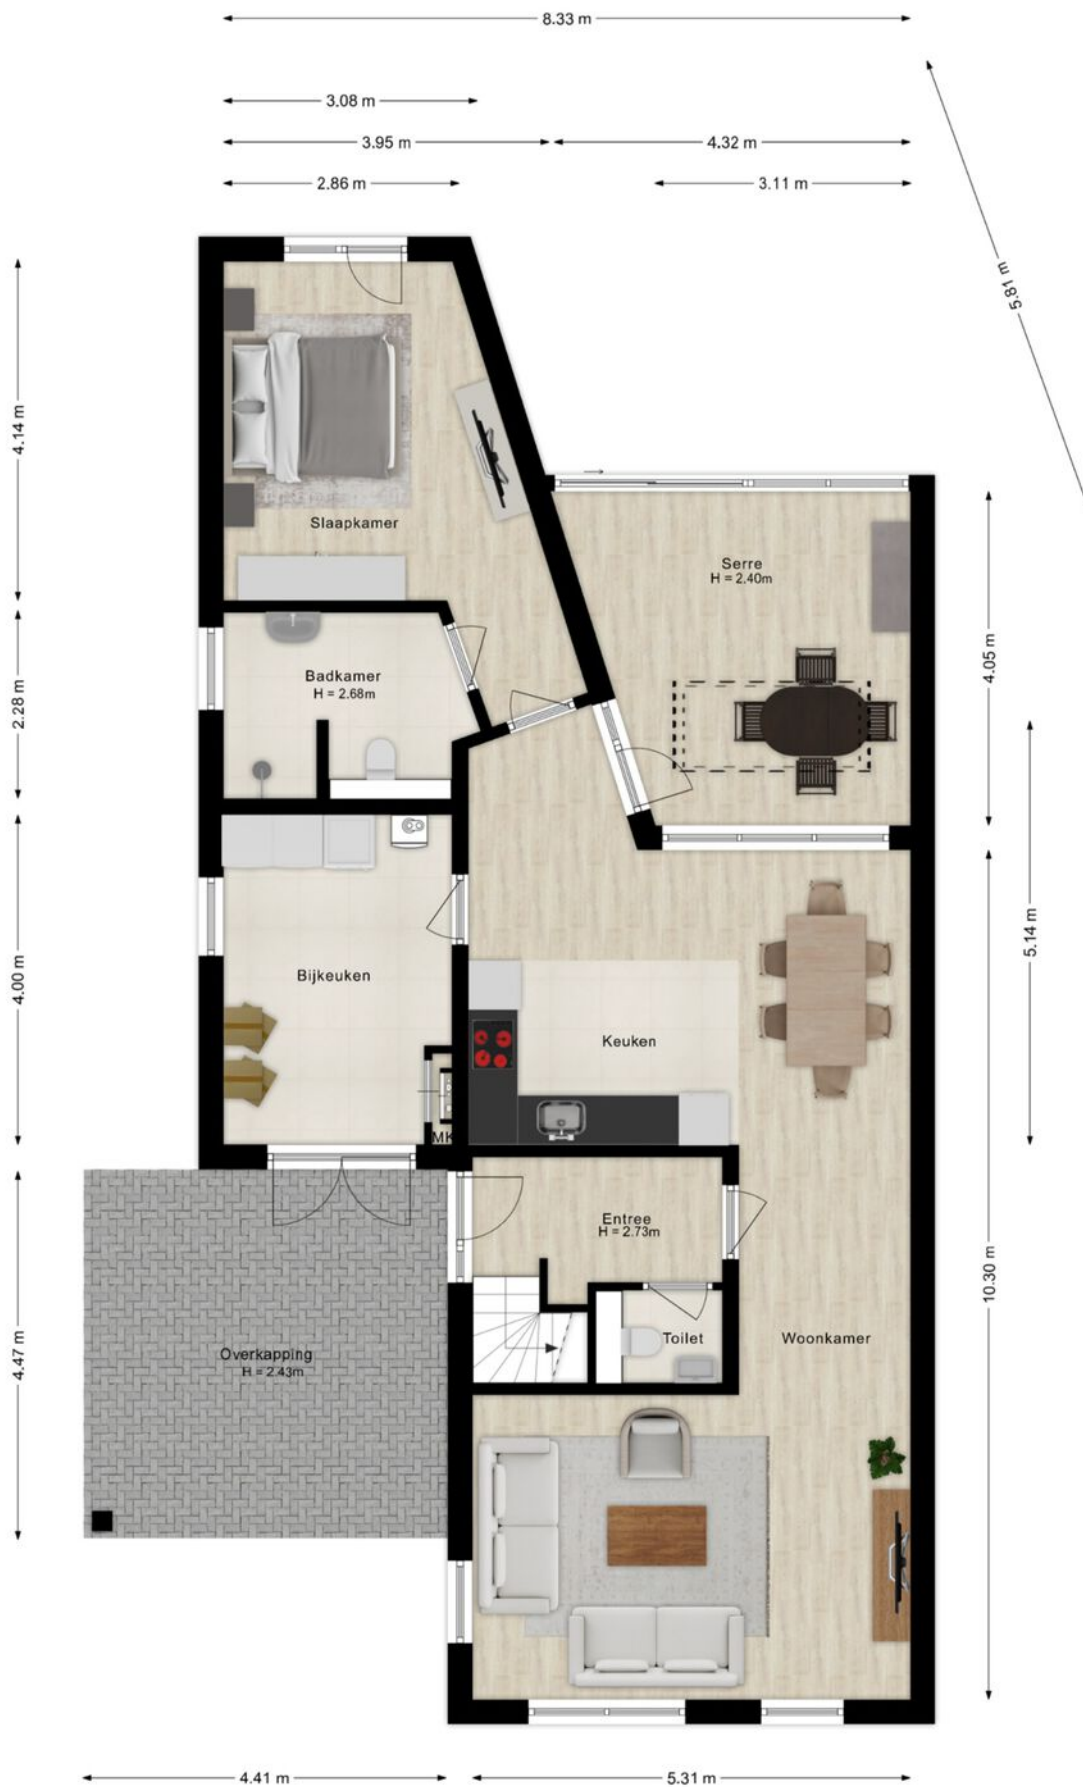 8.33 m
3.08 m
3.95 m
4.32 m
2.86 m
3.11 m
5.81 m
4.14 m
Slaapkamer
Serre
H = 2.40m
4.05 m
2.28 m
Badkamer
H = 2.68m
5.14 m
4.00 m
Bijkeuken
Keuken
MK
Entree
H = 2.73m
10.30 m
4.47 m
Overkapping
H = 2.43m
Toilet
Woonkamer
4.41 m
5.31 m